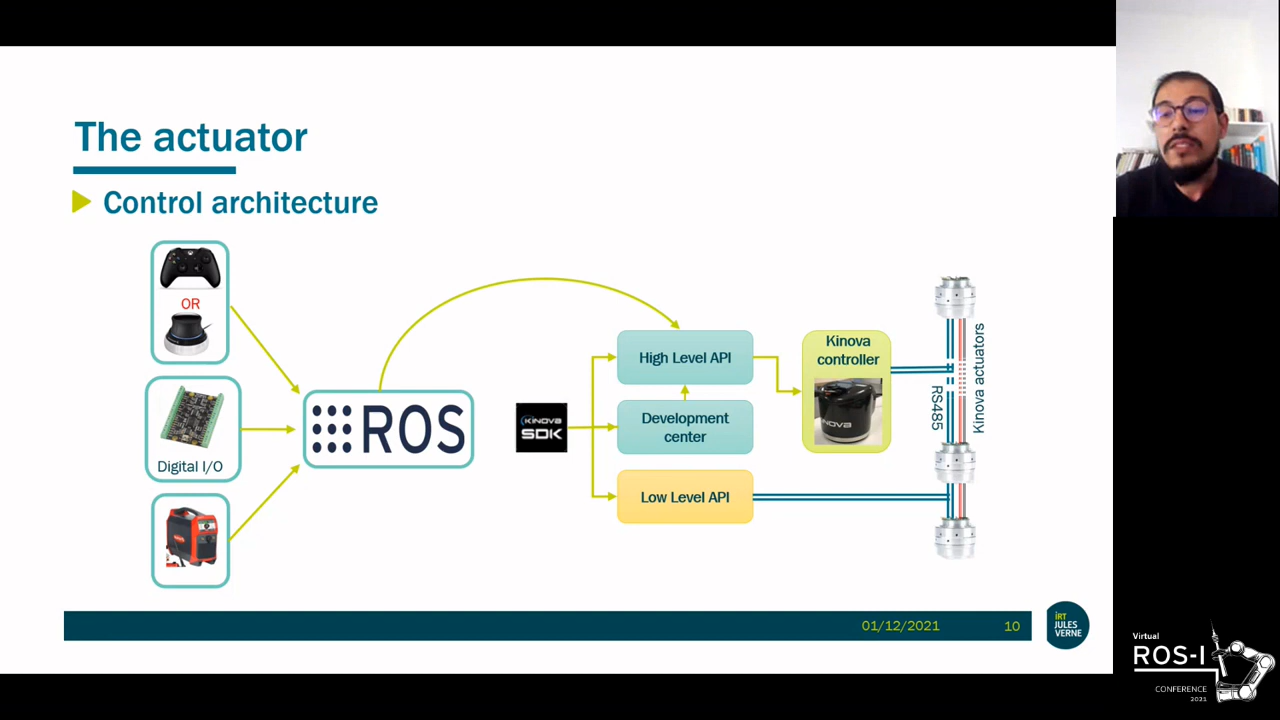 The actuator
Control architecture
OR
Digital I/O
ROS
KINOVA
SDK
High Level API
Development
center
Low Level API
Kinova
controller
KINOVA
RS485
Kinova actuators
01/12/2021
10
IRT
JULES
VERNE
Virtual
ROS-I
CONFERENCE
2021